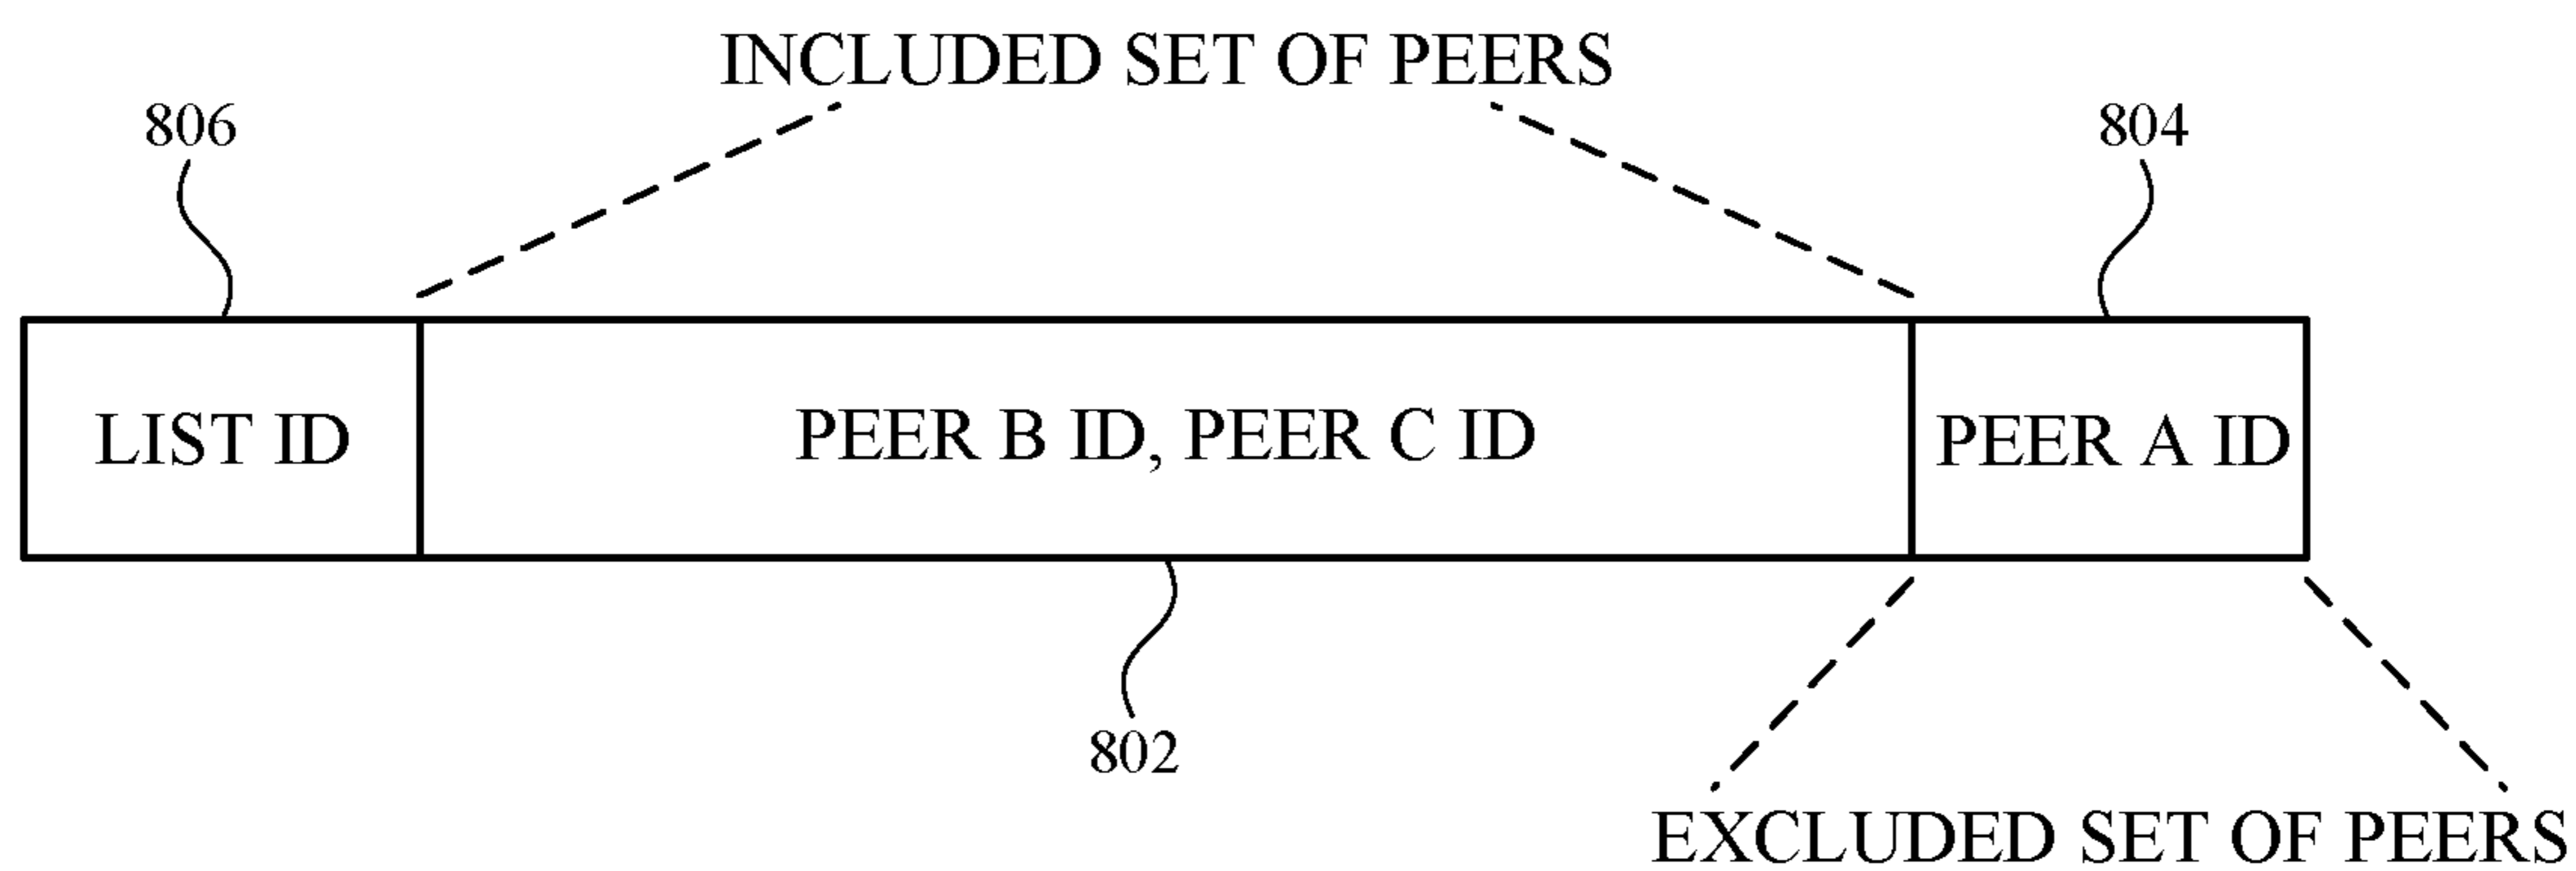 INCLUDED SET OF PEERS
806
804
LIST ID
PEER B ID, PEER C ID
PEER A ID
802
EXCLUDED SET OF PEERS